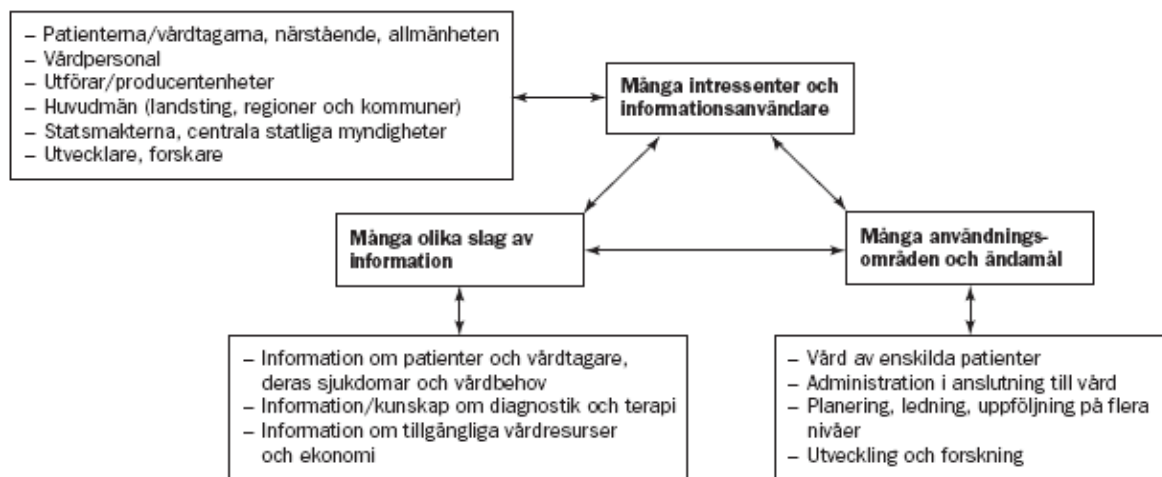 – Patienterna/vårdtagarna, närstående, allmänheten
– Vårdpersonal
– Utförar/producentenheter
– Huvudmän (landsting, regioner och kommuner)
– Statsmakterna, centrala statliga myndigheter
– Utvecklare, forskare
Många intressenter och
informationsanvändare
Många olika slag av
information
Många användnings-
områden och ändamål
– Information om patienter och vårdtagare,
deras sjukdomar och vårdbehov
– Information/kunskap om diagnostik och terapi
– Information om tillgängliga vårdresurser
och ekonomi
– Vård av enskilda patienter
– Administration i anslutning till vård
– Planering, ledning, uppföljning på flera
nivåer
– Utveckling och forskning